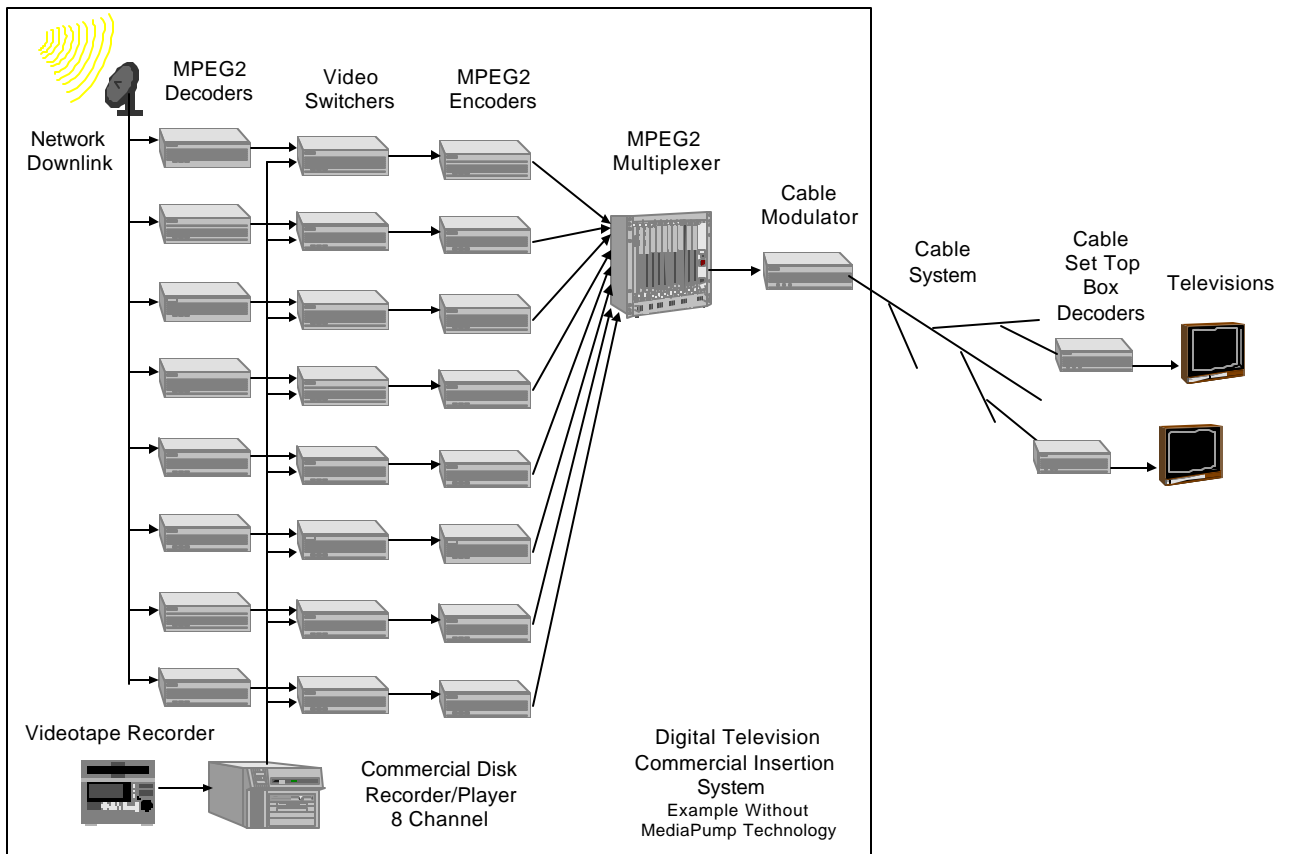 MPEG2
Decoders
Video
Switchers
MPEG2
Encoders
Network
Downlink
MPEG2
Multiplexer
Cable
Modulator
Cable
System
Cable
Set Top
Box
Decoders
Televisions
Videotape Recorder
Commercial Disk
Recorder/Player
8 Channel
Digital Television
Commercial Insertion
System
Example Without
MediaPump Technology